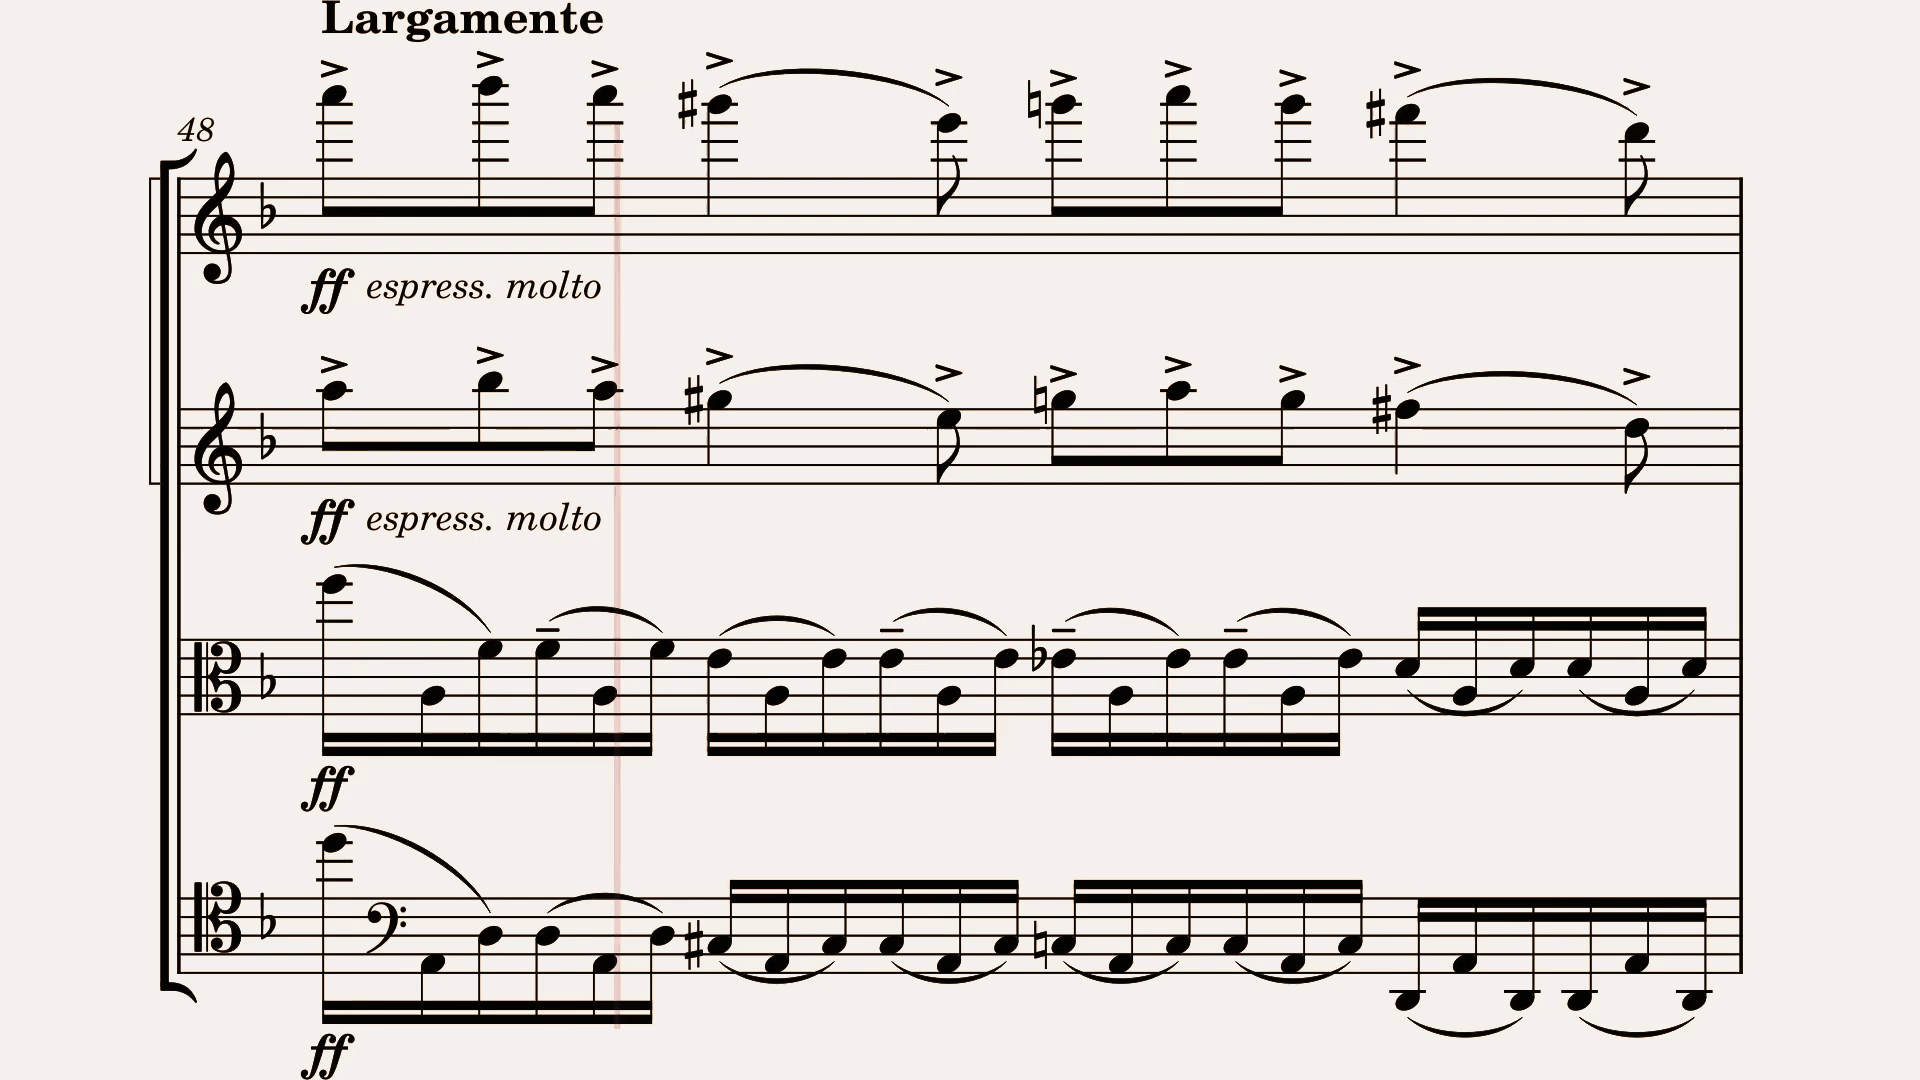 Largamente
48
ff espress. molto
ff espress. molto
ff
ff